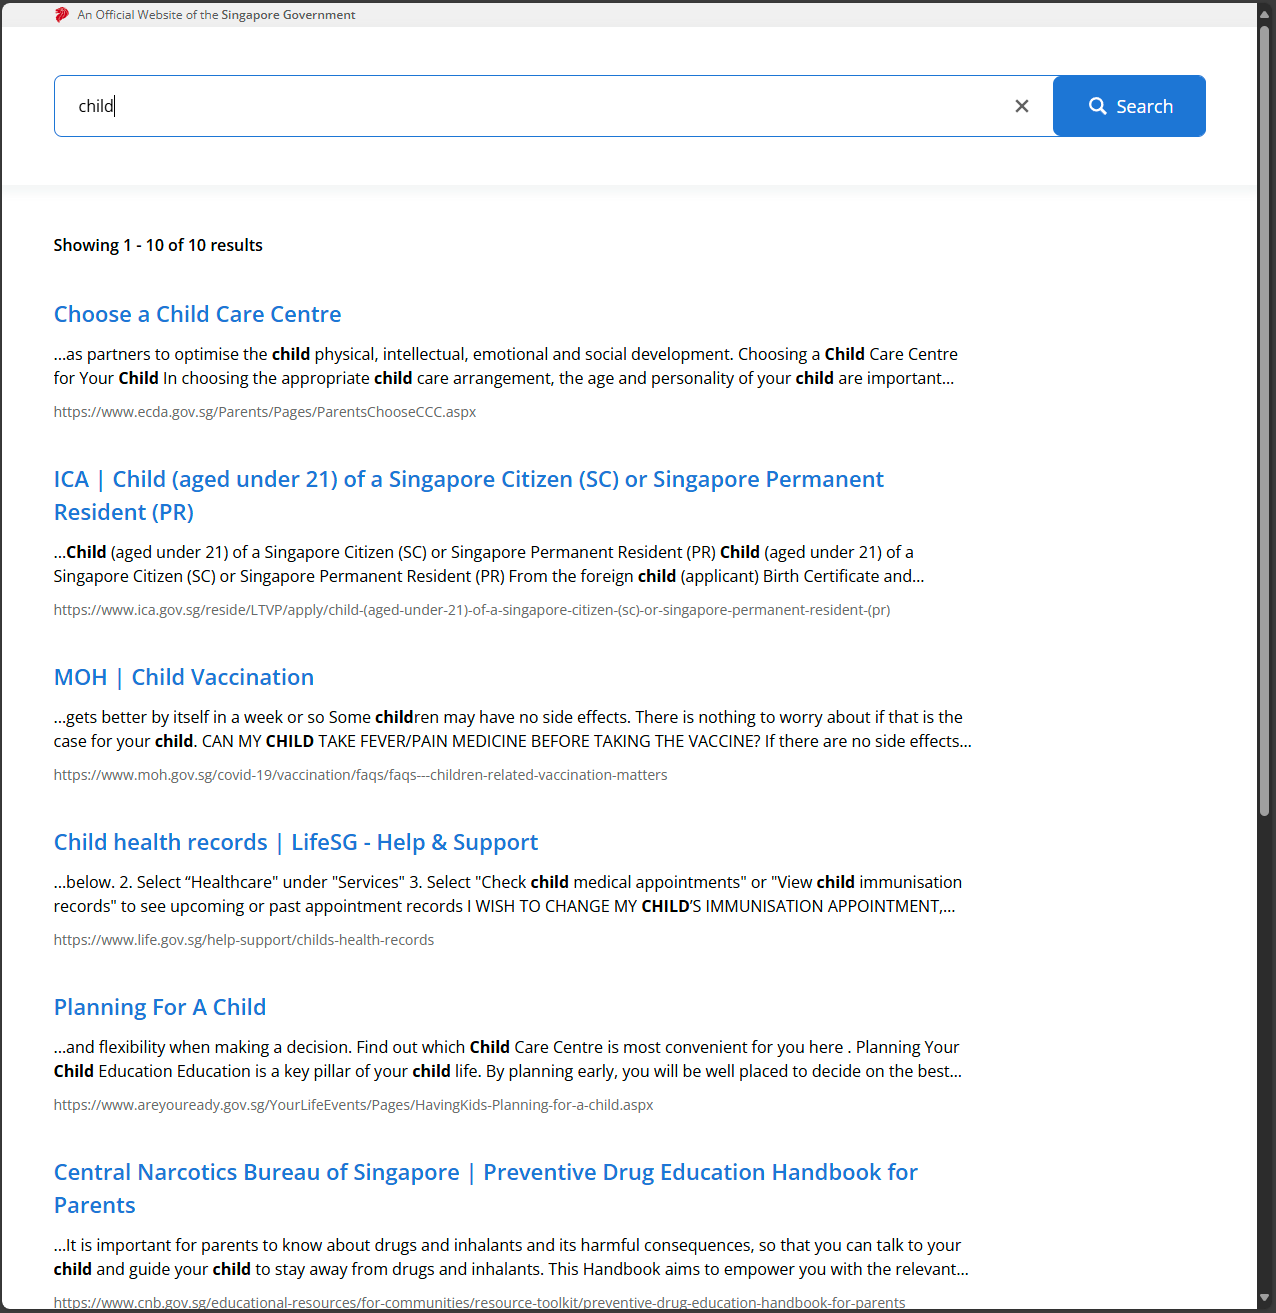 An Official Website of the Singapore Government
child
Search
Showing 1 - 10 of 10 results
Choose a Child Care Centre
...as partners to optimise the child physical, intellectual, emotional and social development. Choosing a Child Care Centre
for Your Child In choosing the appropriate child care arrangement, the age and personality of your child are important...
https://www.ecda.gov.sg/Parents/Pages/ParentsChooseCCC.aspx
ICA | Child (aged under 21) of a Singapore Citizen (SC) or Singapore Permanent
Resident (PR)
...Child (aged under 21) of a Singapore Citizen (SC) or Singapore Permanent Resident (PR) Child (aged under 21) of a
Singapore Citizen (SC) or Singapore Permanent Resident (PR) From the foreign child (applicant) Birth Certificate and...
https://www.ica.gov.sg/reside/LTVP/apply/child-(aged-under-21)-of-a-singapore-citizen-(sc)-or-singapore-permanent-resident-(pr)
MOH | Child Vaccination
...gets better by itself in a week or so Some children may have no side effects. There is nothing to worry about if that is the
case for your child. CAN MY CHILD TAKE FEVER/PAIN MEDICINE BEFORE TAKING THE VACCINE? If there are no side effects...
https://www.moh.gov.sg/covid-19/vaccination/faqs/faqs---children-related-vaccination-matters
Child health records | LifeSG - Help & Support
...below. 2. Select “Healthcare" under "Services" 3. Select "Check child medical appointments" or "View child immunisation
records" to see upcoming or past appointment records I WISH TO CHANGE MY CHILD’S IMMUNISATION APPOINTMENT,...
https://www.life.gov.sg/help-support/childs-health-records
Planning For A Child
...and flexibility when making a decision. Find out which Child Care Centre is most convenient for you here . Planning Your
Child Education Education is a key pillar of your child life. By planning early, you will be well placed to decide on the best...
https://www.areyouready.gov.sg/YourLifeEvents/Pages/HavingKids-Planning-for-a-child.aspx
Central Narcotics Bureau of Singapore | Preventive Drug Education Handbook for
Parents
...It is important for parents to know about drugs and inhalants and its harmful consequences, so that you can talk to your
child and guide your child to stay away from drugs and inhalants. This Handbook aims to empower you with the relevant...
https://www.cnb.gov.sg/educational-resources/for-communities/resource-toolkit/preventive-drug-education-handbook-for-parents